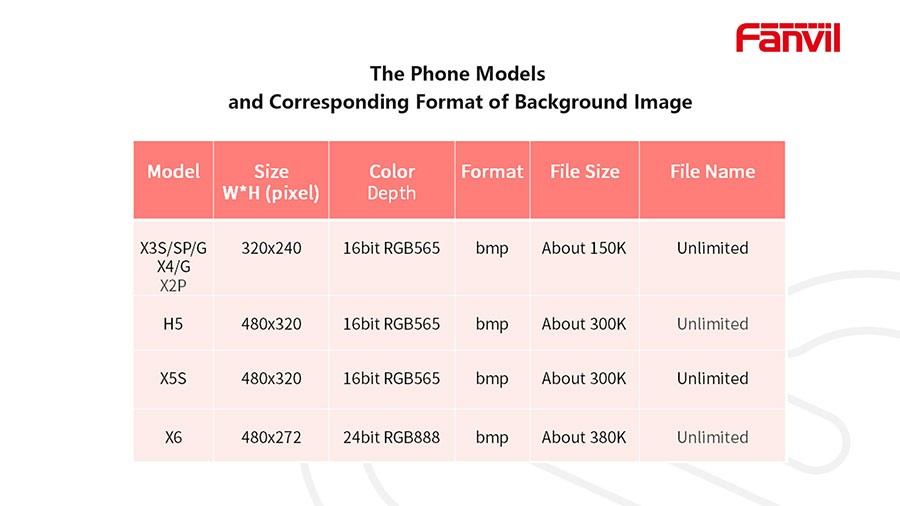 Fanvil
The Phone Models
and Corresponding Format of Background Image
Model Size Color Format File Size File Name
W*H (pixel) Depth
X3S/SP/G 320x240 16bit RGB565 bmp About 150K Unlimited
X4/G
X2P
H5 480x320 16bit RGB565 bmp About 300K Unlimited
X5S 480x320 16bit RGB565 bmp About 300K Unlimited
X6 480x272 24bit RGB888 bmp About 380K Unlimited